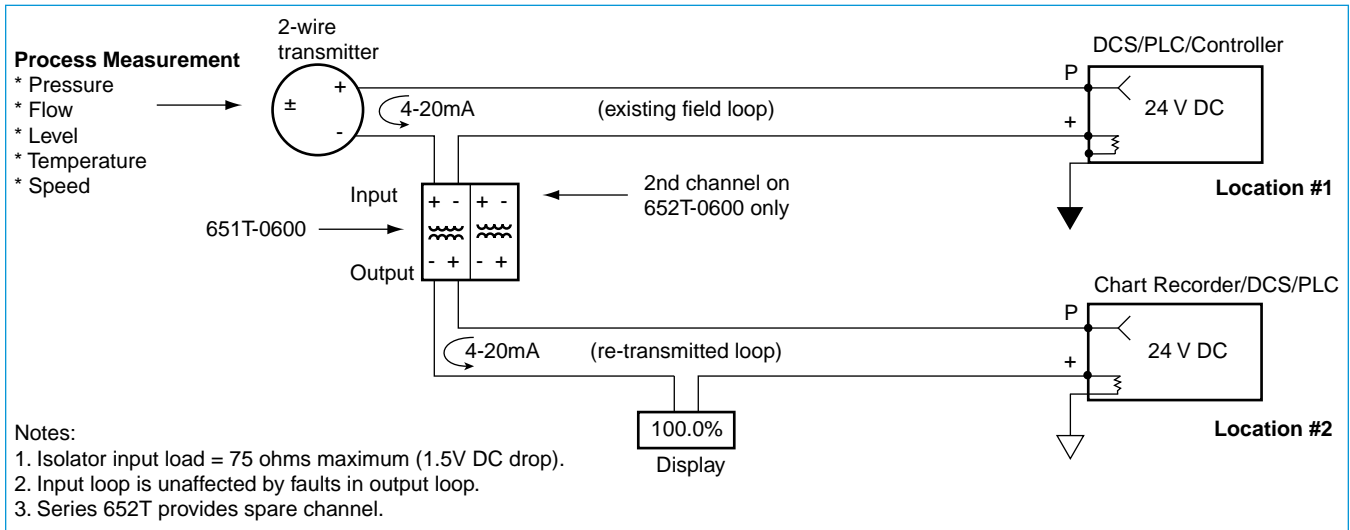 2-wire
transmitter
Process Measurement
* Pressure
* Flow
* Level
* Temperature
* Speed
±
+
-
4-20mA
(existing field loop)
DCS/PLC/Controller
P
+
24 V DC
Location #1
Input
+ - + -
651T-0600
2nd channel on
652T-0600 only
- + - +
Output
Chart Recorder/DCS/PLC
P
+
24 V DC
Location #2
4-20mA
(re-transmitted loop)
100.0%
Display
Notes:
1. Isolator input load = 75 ohms maximum (1.5V DC drop).
2. Input loop is unaffected by faults in output loop.
3. Series 652T provides spare channel.